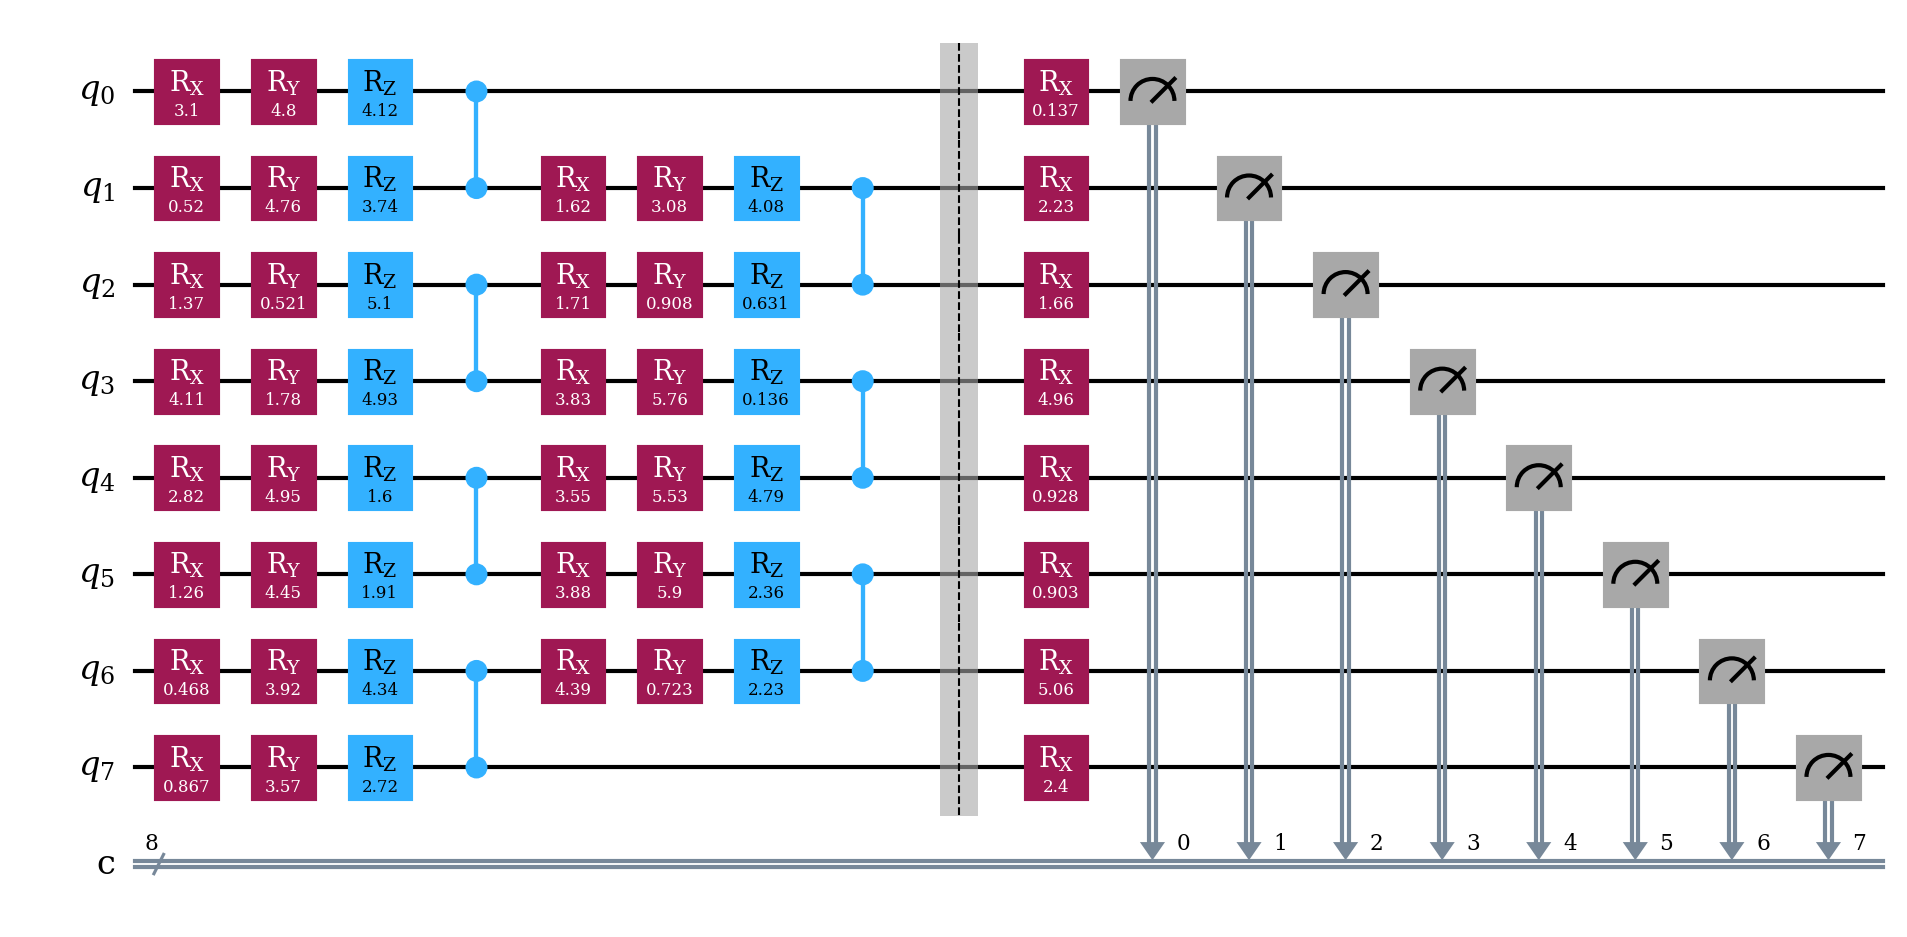 q0 RX 3.1 RY 4.8 RZ 4.12 RX 0.137
q1 RX 0.52 RY 4.76 RZ 3.74 RX 1.62 RY 3.08 RZ 4.08 RX 2.23
q2 RX 1.37 RY 0.521 RZ 5.1 RX 1.71 RY 0.908 RZ 0.631 RX 1.66
q3 RX 4.11 RY 1.78 RZ 4.93 RX 3.83 RY 5.76 RZ 0.136 RX 4.96
q4 RX 2.82 RY 4.95 RZ 1.6 RX 3.55 RY 5.53 RZ 4.79 RX 0.928
q5 RX 1.26 RY 4.45 RZ 1.91 RX 3.88 RY 5.9 RZ 2.36 RX 0.903
q6 RX 0.468 RY 3.92 RZ 4.34 RX 4.39 RY 0.723 RZ 2.23 RX 5.06
q7 RX 0.867 RY 3.57 RZ 2.72 RX 2.4
8 0 1 2 3 4 5 6 7
c